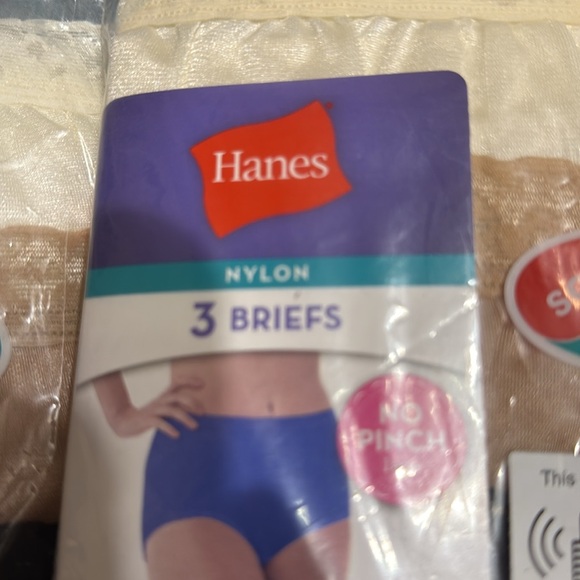 Hanes
NYLON
3 BRIEFS
NO
PINCH
This